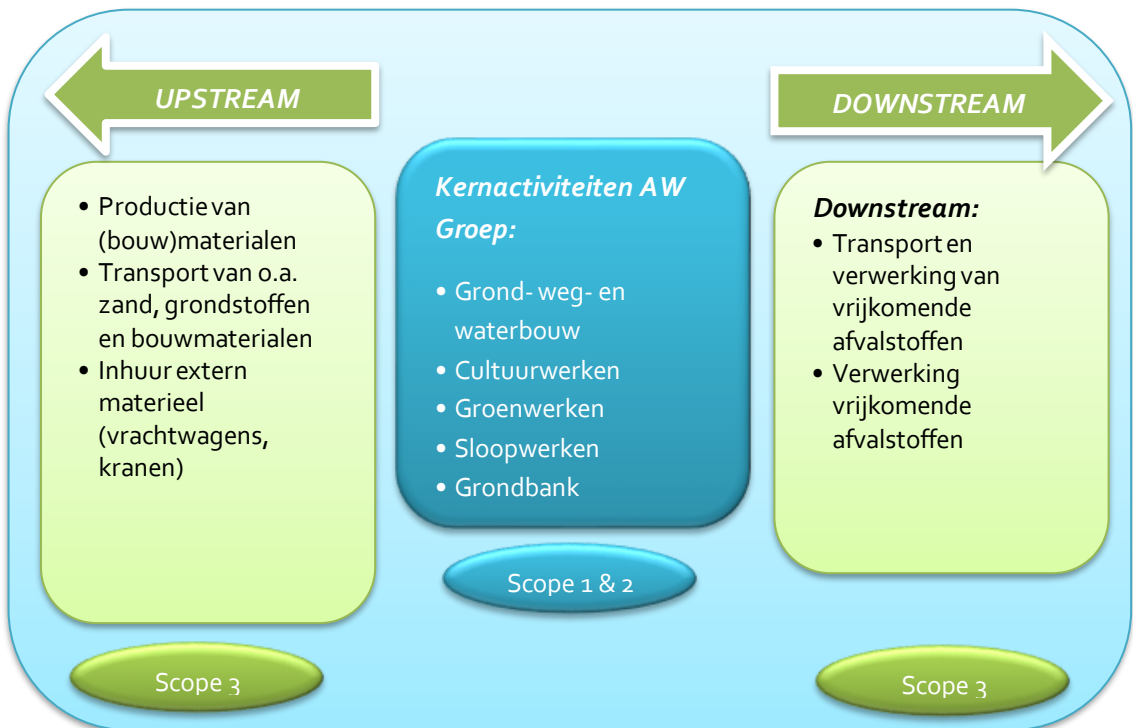 UPSTREAM
• Productie van
(bouw)materialen
• Transport van o.a.
zand, grondstoffen
en bouwmaterialen
• Inhuur extern
materieel
(vrachtwagens,
kranen)
Scope 3
Kernactiviteiten AW
Groep:
• Grond- weg- en
waterbouw
• Cultuurwerken
• Groenwerken
• Sloopwerken
• Grondbank
Scope 1 & 2
DOWNSTREAM
Downstream:
• Transport en
verwerking van
vrijkomende
afvalstoffen
• Verwerking
vrijkomende
afvalstoffen
Scope 3